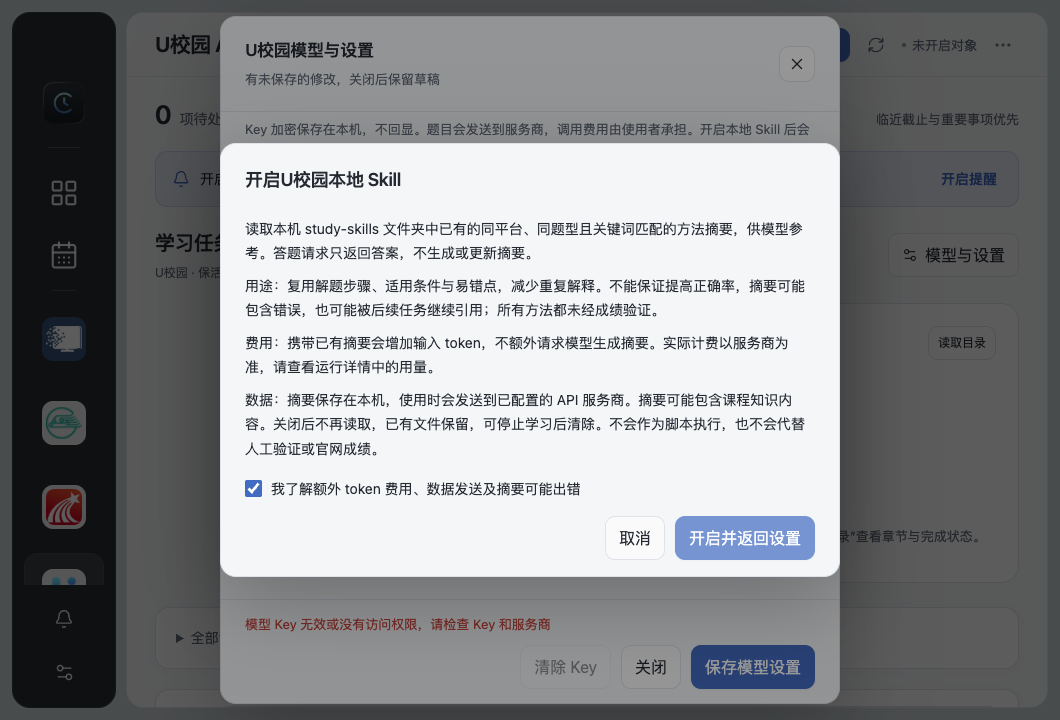 U校园
U校园模型与设置
有未保存的修改，关闭后保留草稿
未开启对象
0 项待处
临近截止与重要事项优先
Key 加密保存在本机，不回显。题目会发送到服务商，调用费用由使用者承担。开启本地 Skill 后会
开启提醒
学习任
U校园 · 保活
模型与设置
读取目录
开启U校园本地 Skill
读取本机 study-skills 文件夹中已有的同平台、同题型且关键词匹配的方法摘要，供模型参
考。答题请求只返回答案，不生成或更新摘要。
用途：复用解题步骤、适用条件与易错点，减少重复解释。不能保证提高正确率，摘要可能
包含错误，也可能被后续任务继续引用；所有方法都未经成绩验证。
费用：携带已有摘要会增加输入 token，不额外请求模型生成摘要。实际计费以服务商为
准，请查看运行详情中的用量。
数据：摘要保存在本机，使用时会发送到已配置的 API 服务商。摘要可能包含课程知识内
容。关闭后不再读取，已有文件保留，可停止学习后清除。不会作为脚本执行，也不会代替
人工验证或官网成绩。
我了解额外 token 费用、数据发送及摘要可能出错
取消
开启并返回设置
录”查看章节与完成状态。
模型 Key 无效或没有访问权限，请检查 Key 和服务商
全部
清除 Key
关闭
保存模型设置